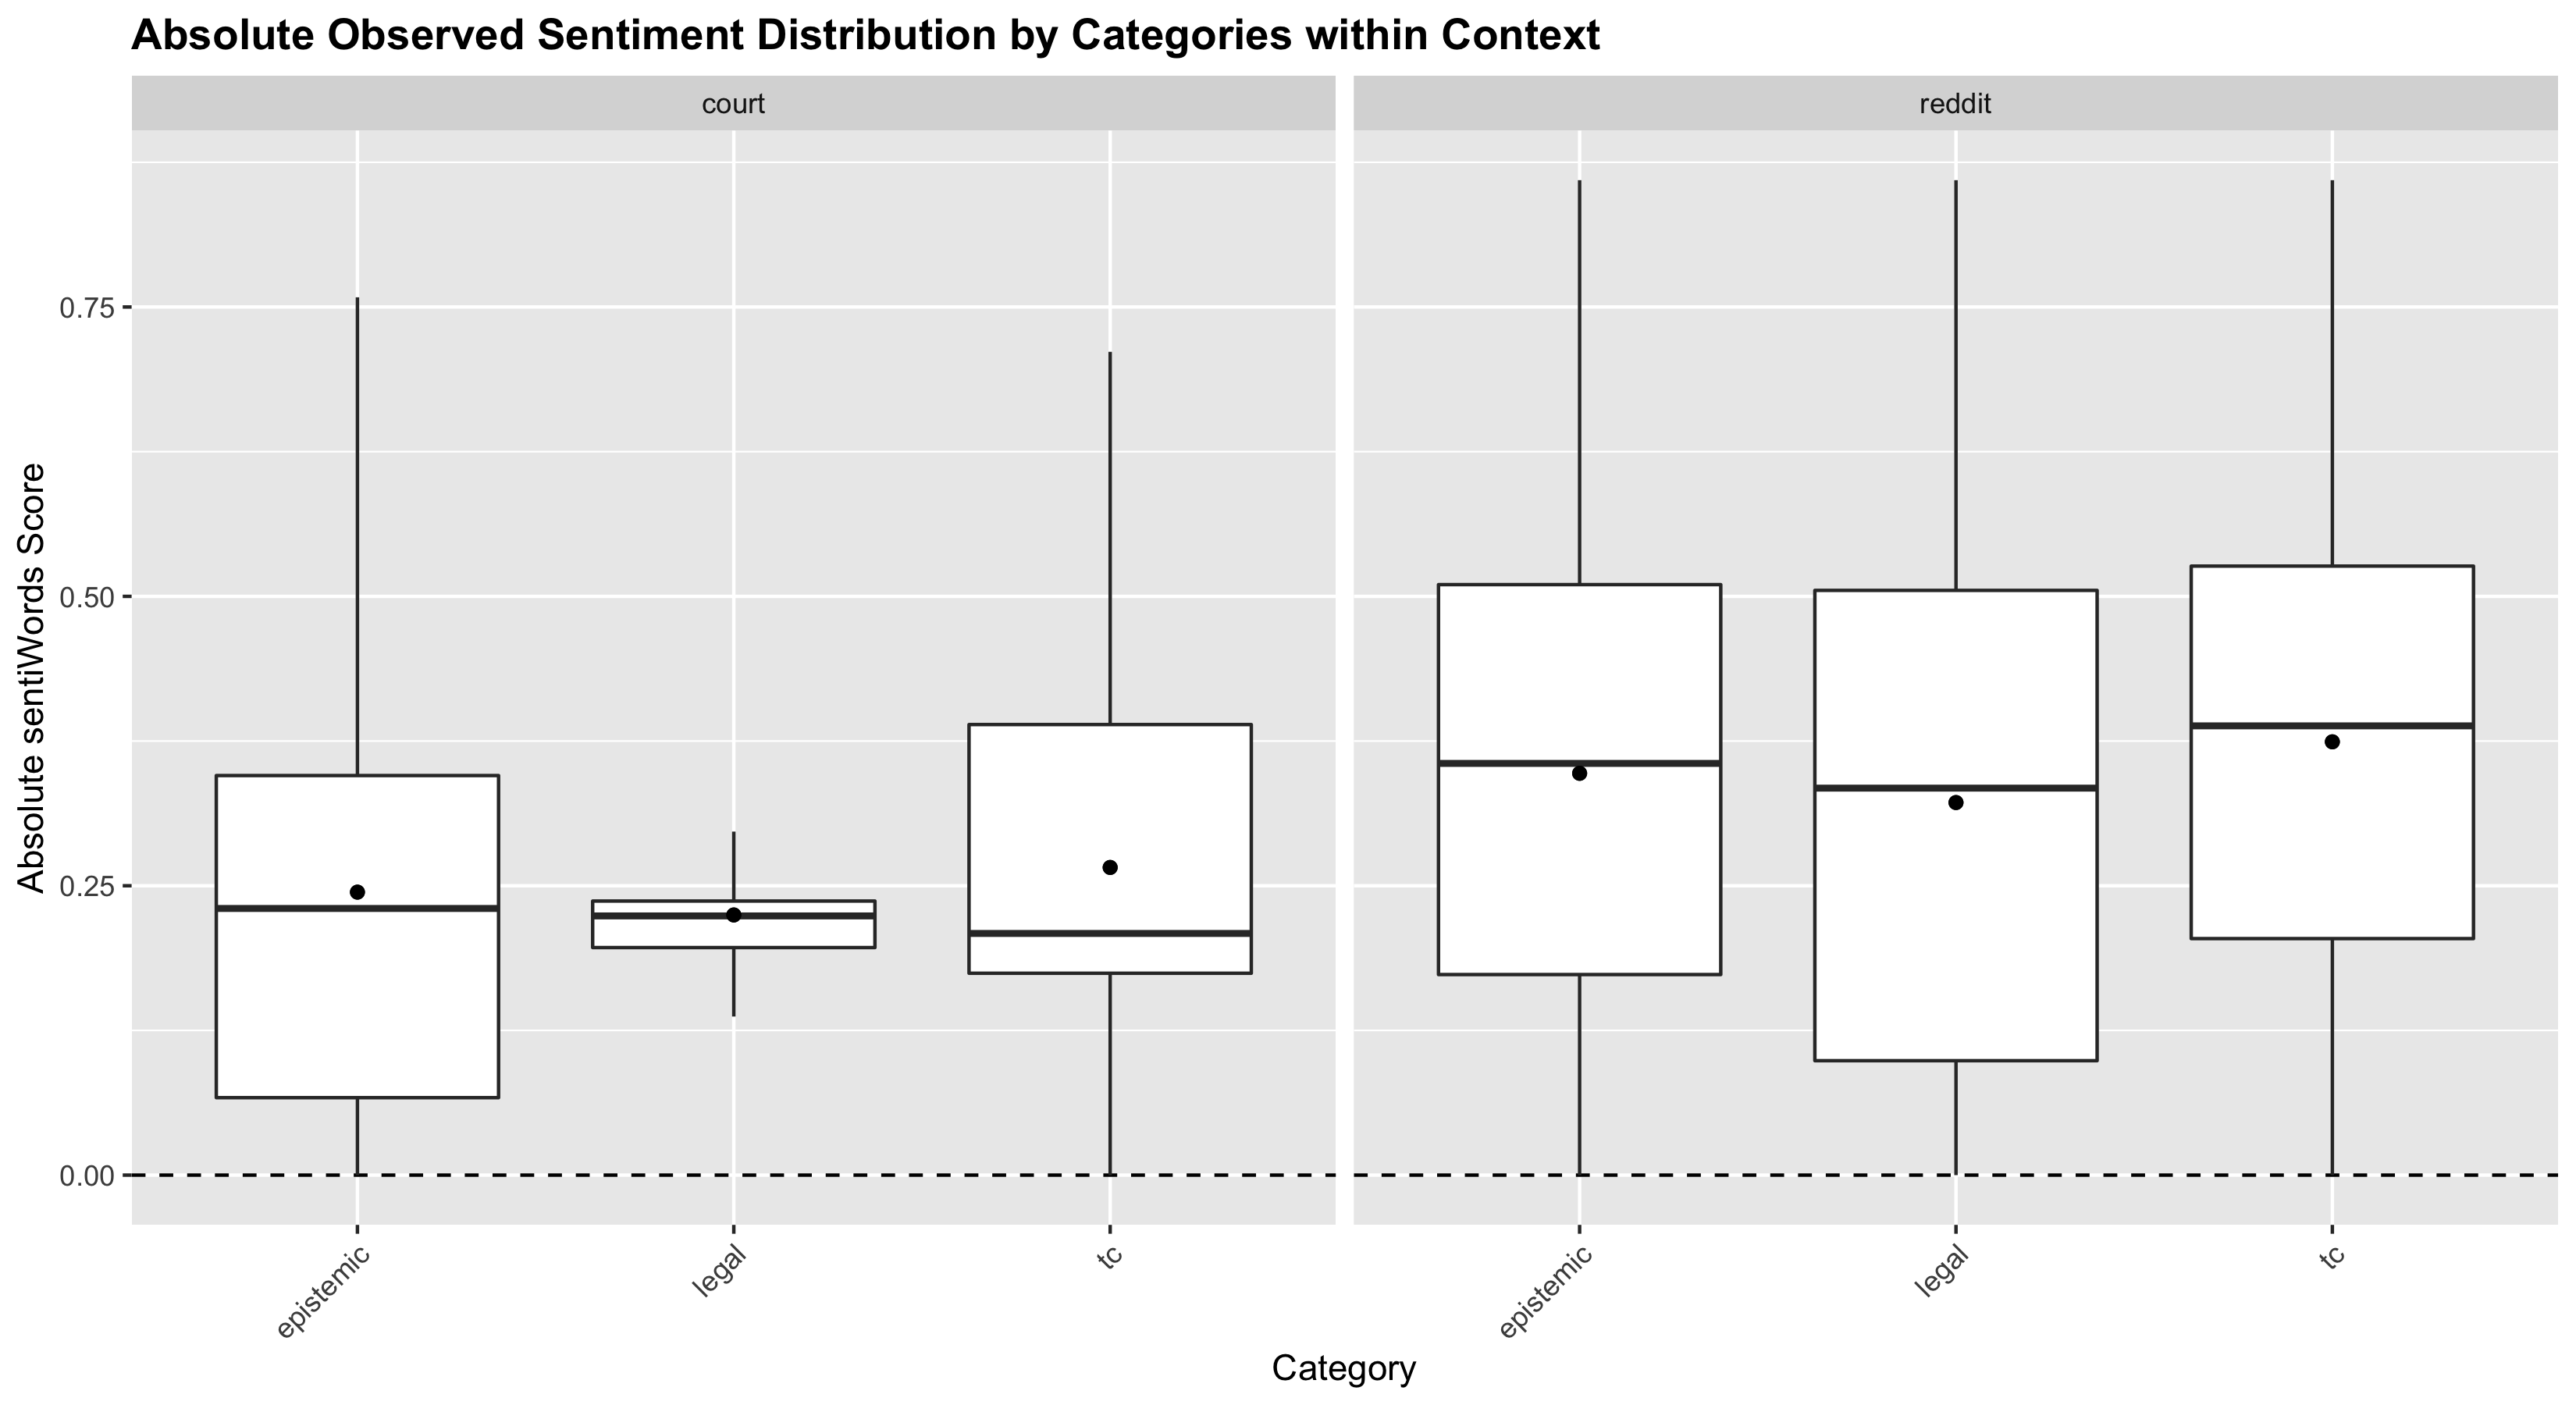 Absolute Observed Sentiment Distribution by Categories within Context
court
reddit
Absolute sentiWords Score
0.75
0.50
0.25
0.00
epistemic
legal
tc
epistemic
legal
tc
Category